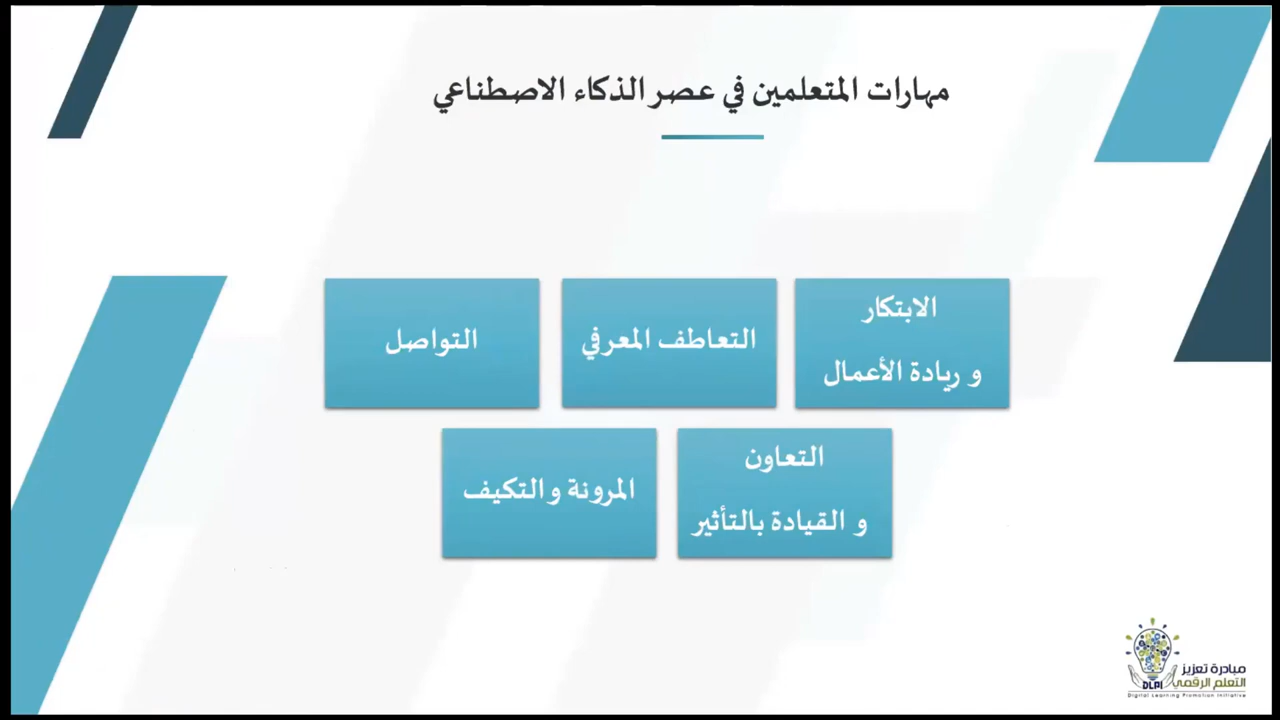 مهارات المتعلمين في عصر الذكاء الاصطناعي
الابتكار
و ريادة الأعمال
التعاطف المعرفي
التواصل
التعاون
و القيادة بالتأثير
المرونة والتكيف
مبادرة تعزيز
التعلم الرقمي
DLPI
Digital Learning Promotion Initiative